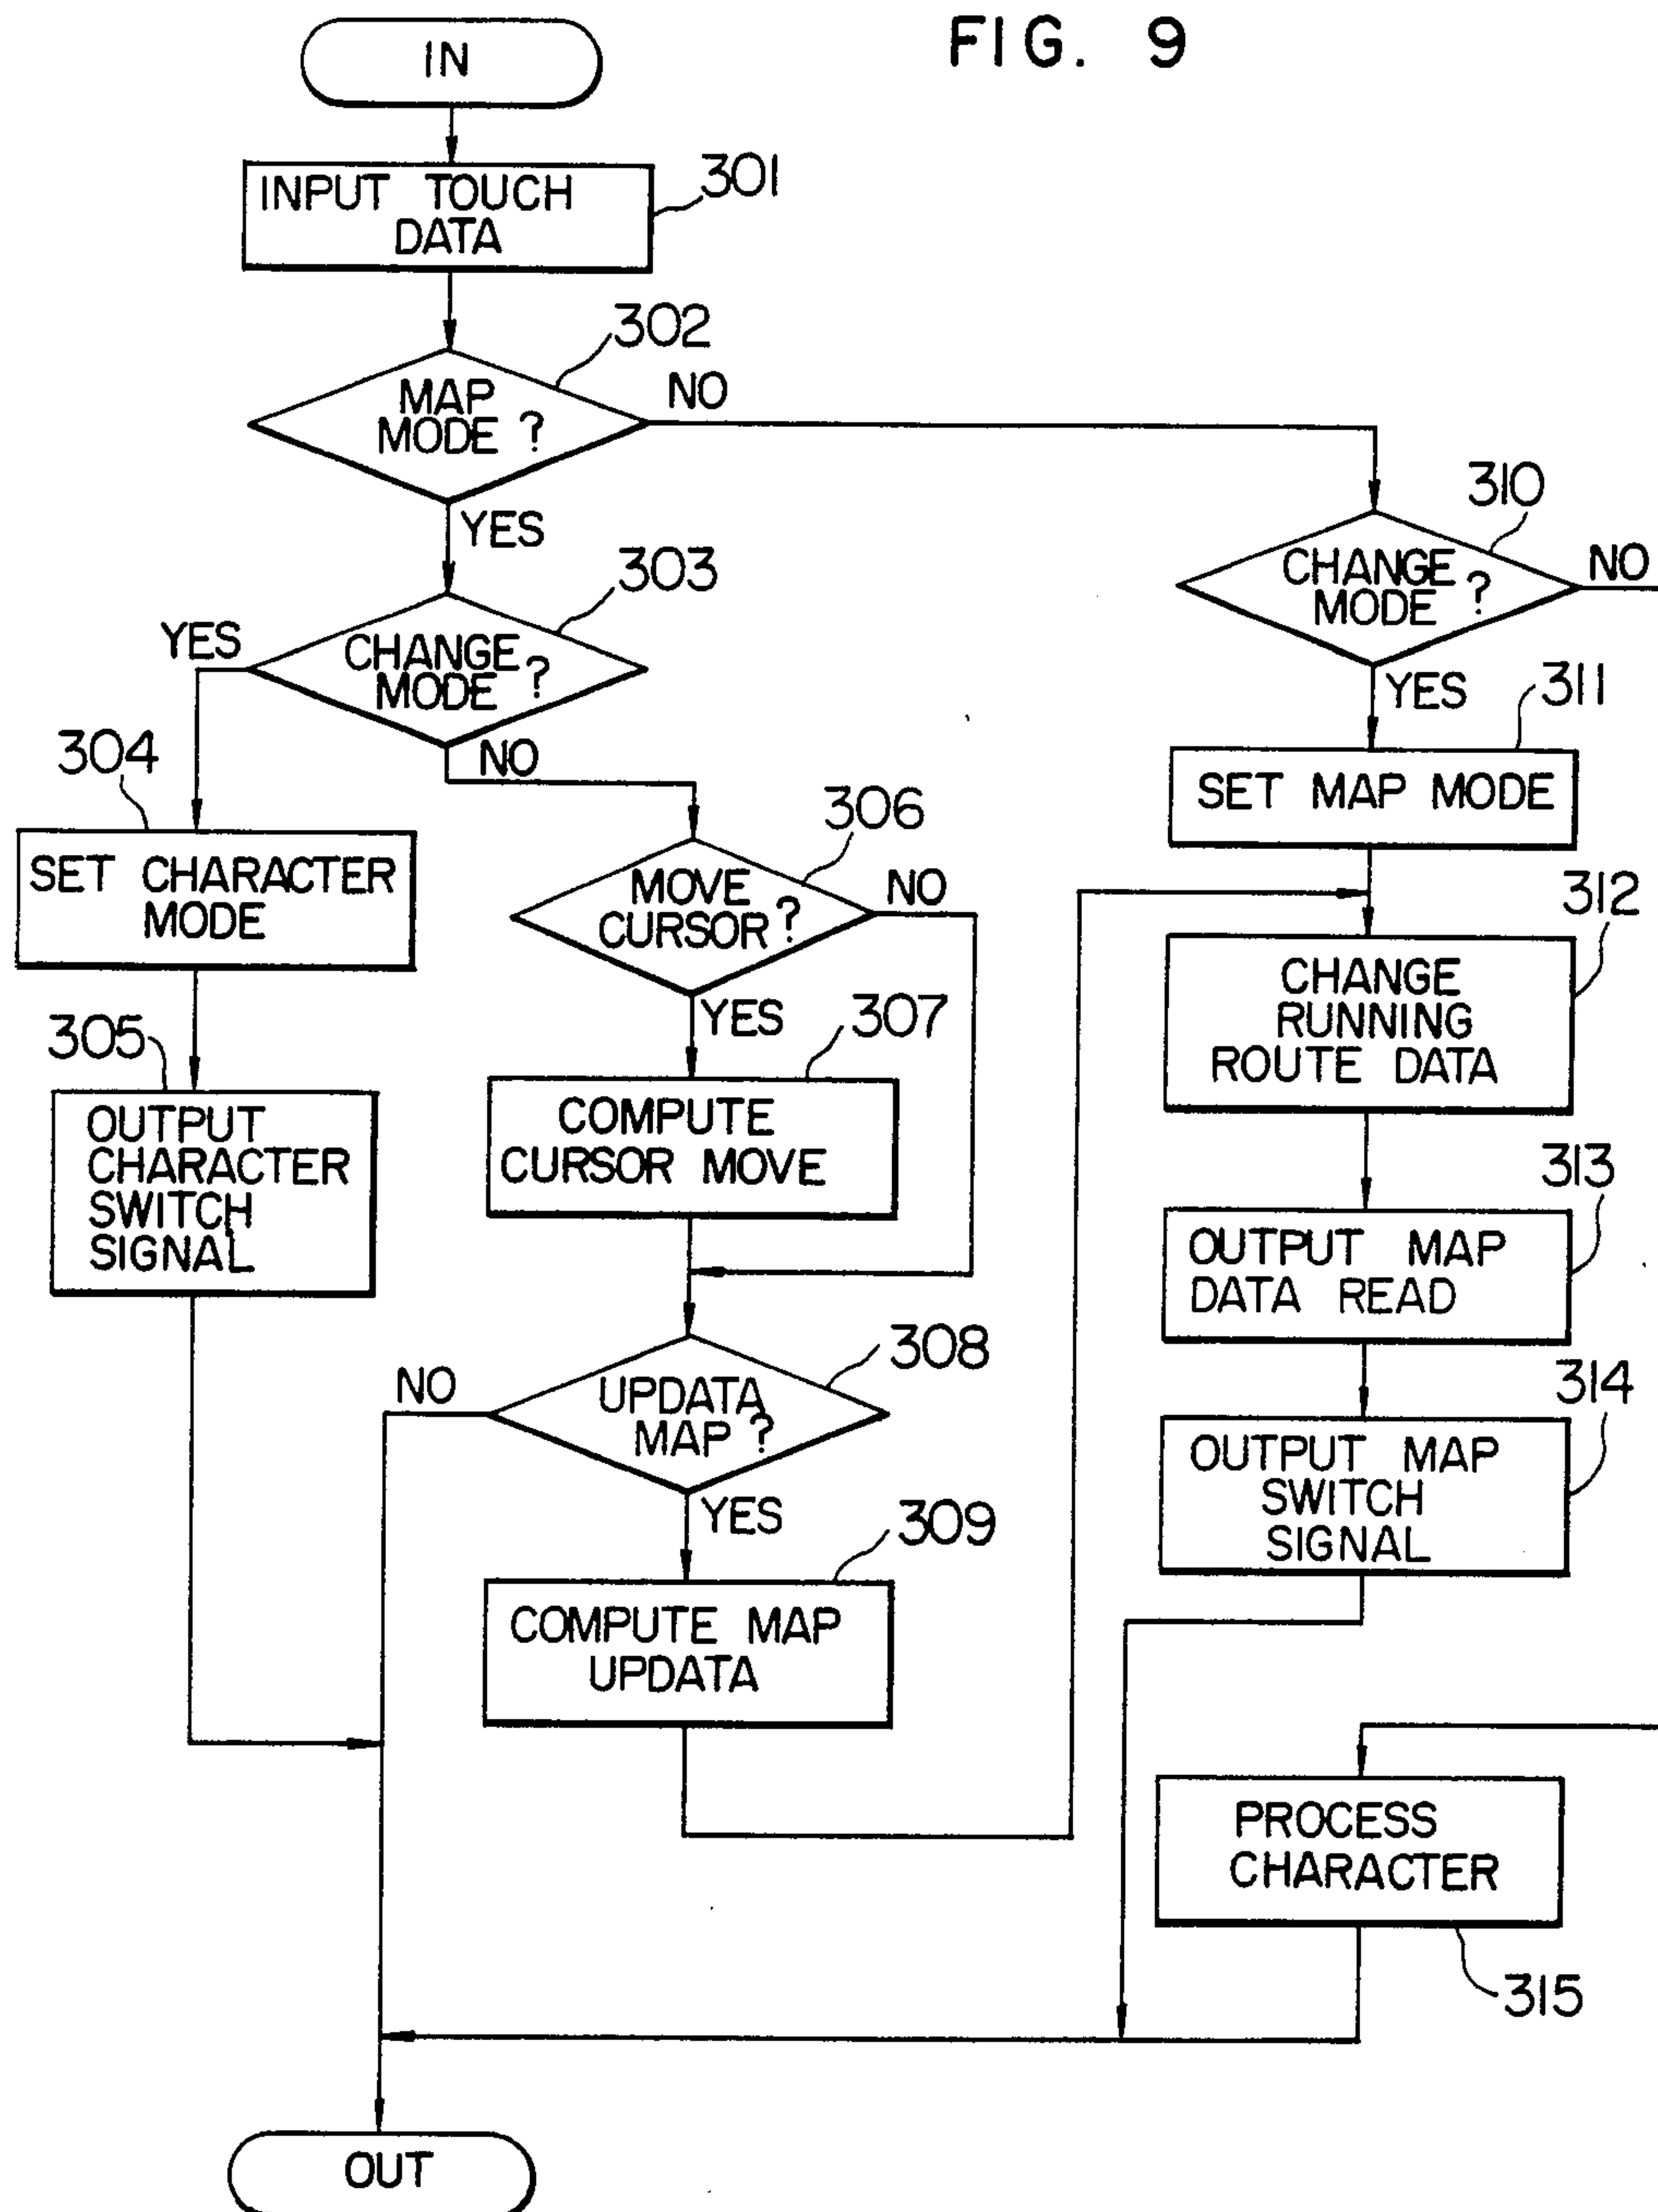 FIG. 9
IN
INPUT TOUCH
DATA
301
302
MAP
MODE ?
NO
YES
303
CHANGE
MODE ?
YES
NO
304
SET CHARACTER
MODE
305
OUTPUT
CHARACTER
SWITCH
SIGNAL
306
MOVE
CURSOR ?
NO
YES
307
COMPUTE
CURSOR MOVE
308
UPDATA
MAP ?
NO
YES
309
COMPUTE MAP
UPDATA
310
CHANGE
MODE ?
NO
YES
311
SET MAP MODE
312
CHANGE
RUNNING
ROUTE DATA
313
OUTPUT MAP
DATA READ
314
OUTPUT MAP
SWITCH
SIGNAL
PROCESS
CHARACTER
315
OUT